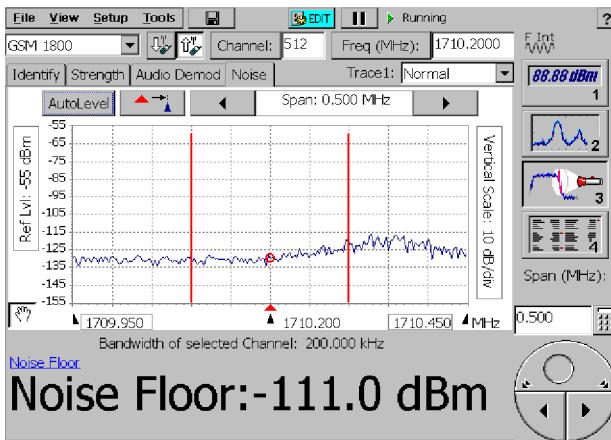 File View Setup Tools EDIT Running ?
GSM 1800 Channel: 512 Freq (MHz): 1710.2000 F Int
Identify Strength Audio Demod Noise Trace1: Normal
88.88 dBm
1
AutoLevel Span: 0.500 MHz
2
3
4
Ref Lvl: -55 dBm
-55
-65
-75
-85
-95
-105
-115
-125
-135
-145
-155
Vertical Scale: 10 dB/div
Span (MHz):
0.500
1709.950 1710.200 1710.450 MHz
Bandwidth of selected Channel: 200.000 kHz
Noise Floor
Noise Floor:-111.0 dBm